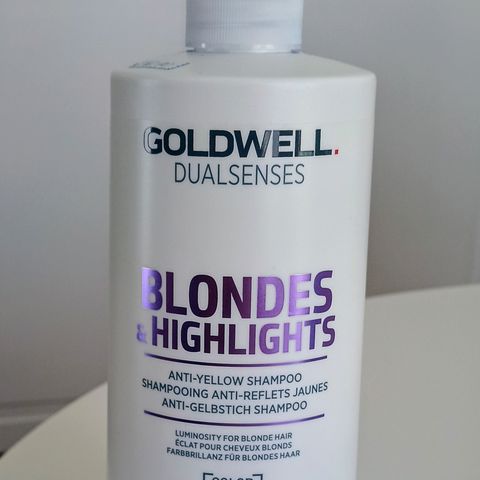 GOLDWELL.
DUALSENSES
BLONDES
& HIGHLIGHTS
ANTI-YELLOW SHAMPOO
SHAMPOOING ANTI-REFLETS JAUNES
ANTI-GELBSTICH SHAMPOO
LUMINOSITY FOR BLONDE HAIR
ÉCLAT POUR CHEVEUX BLONDS
FARBBRILLANZ FÜR BLONDES HAAR
COLOR